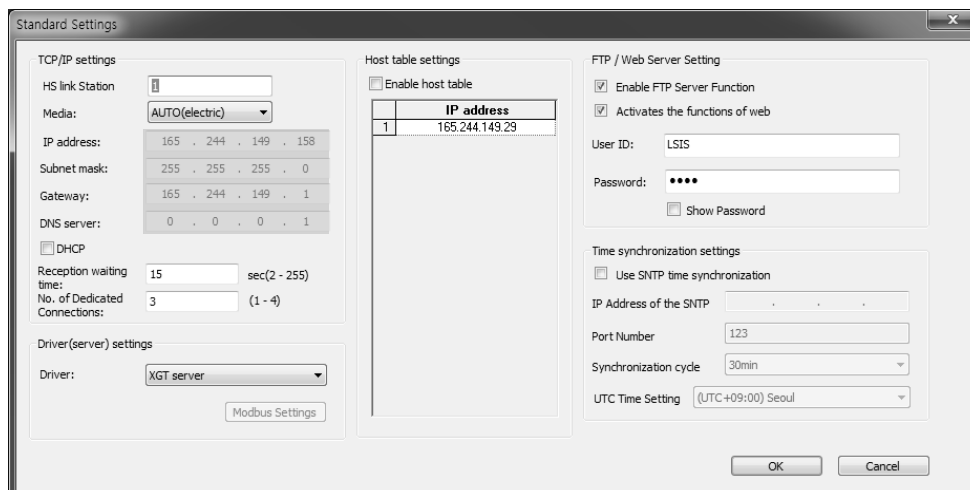 Standard Settings
x
TCP/IP settings
HS link Station
1
Media:
AUTO(electric)
IP address:
165 . 244 . 149 . 158
Subnet mask:
255 . 255 . 255 . 0
Gateway:
165 . 244 . 149 . 1
DNS server:
0 . 0 . 0 . 1
DHCP
Reception waiting
time:
15
sec(2 - 255)
No. of Dedicated
Connections:
3
(1 - 4)
Driver(server) settings
Driver:
XGT server
Modbus Settings
Host table settings
Enable host table
IP address
1 165.244.149.29
FTP / Web Server Setting
Enable FTP Server Function
Activates the functions of web
User ID:
LSIS
Password:
••••
Show Password
Time synchronization settings
Use SNTP time synchronization
IP Address of the SNTP
. . .
Port Number
123
Synchronization cycle
30min
UTC Time Setting
(UTC+09:00) Seoul
OK
Cancel